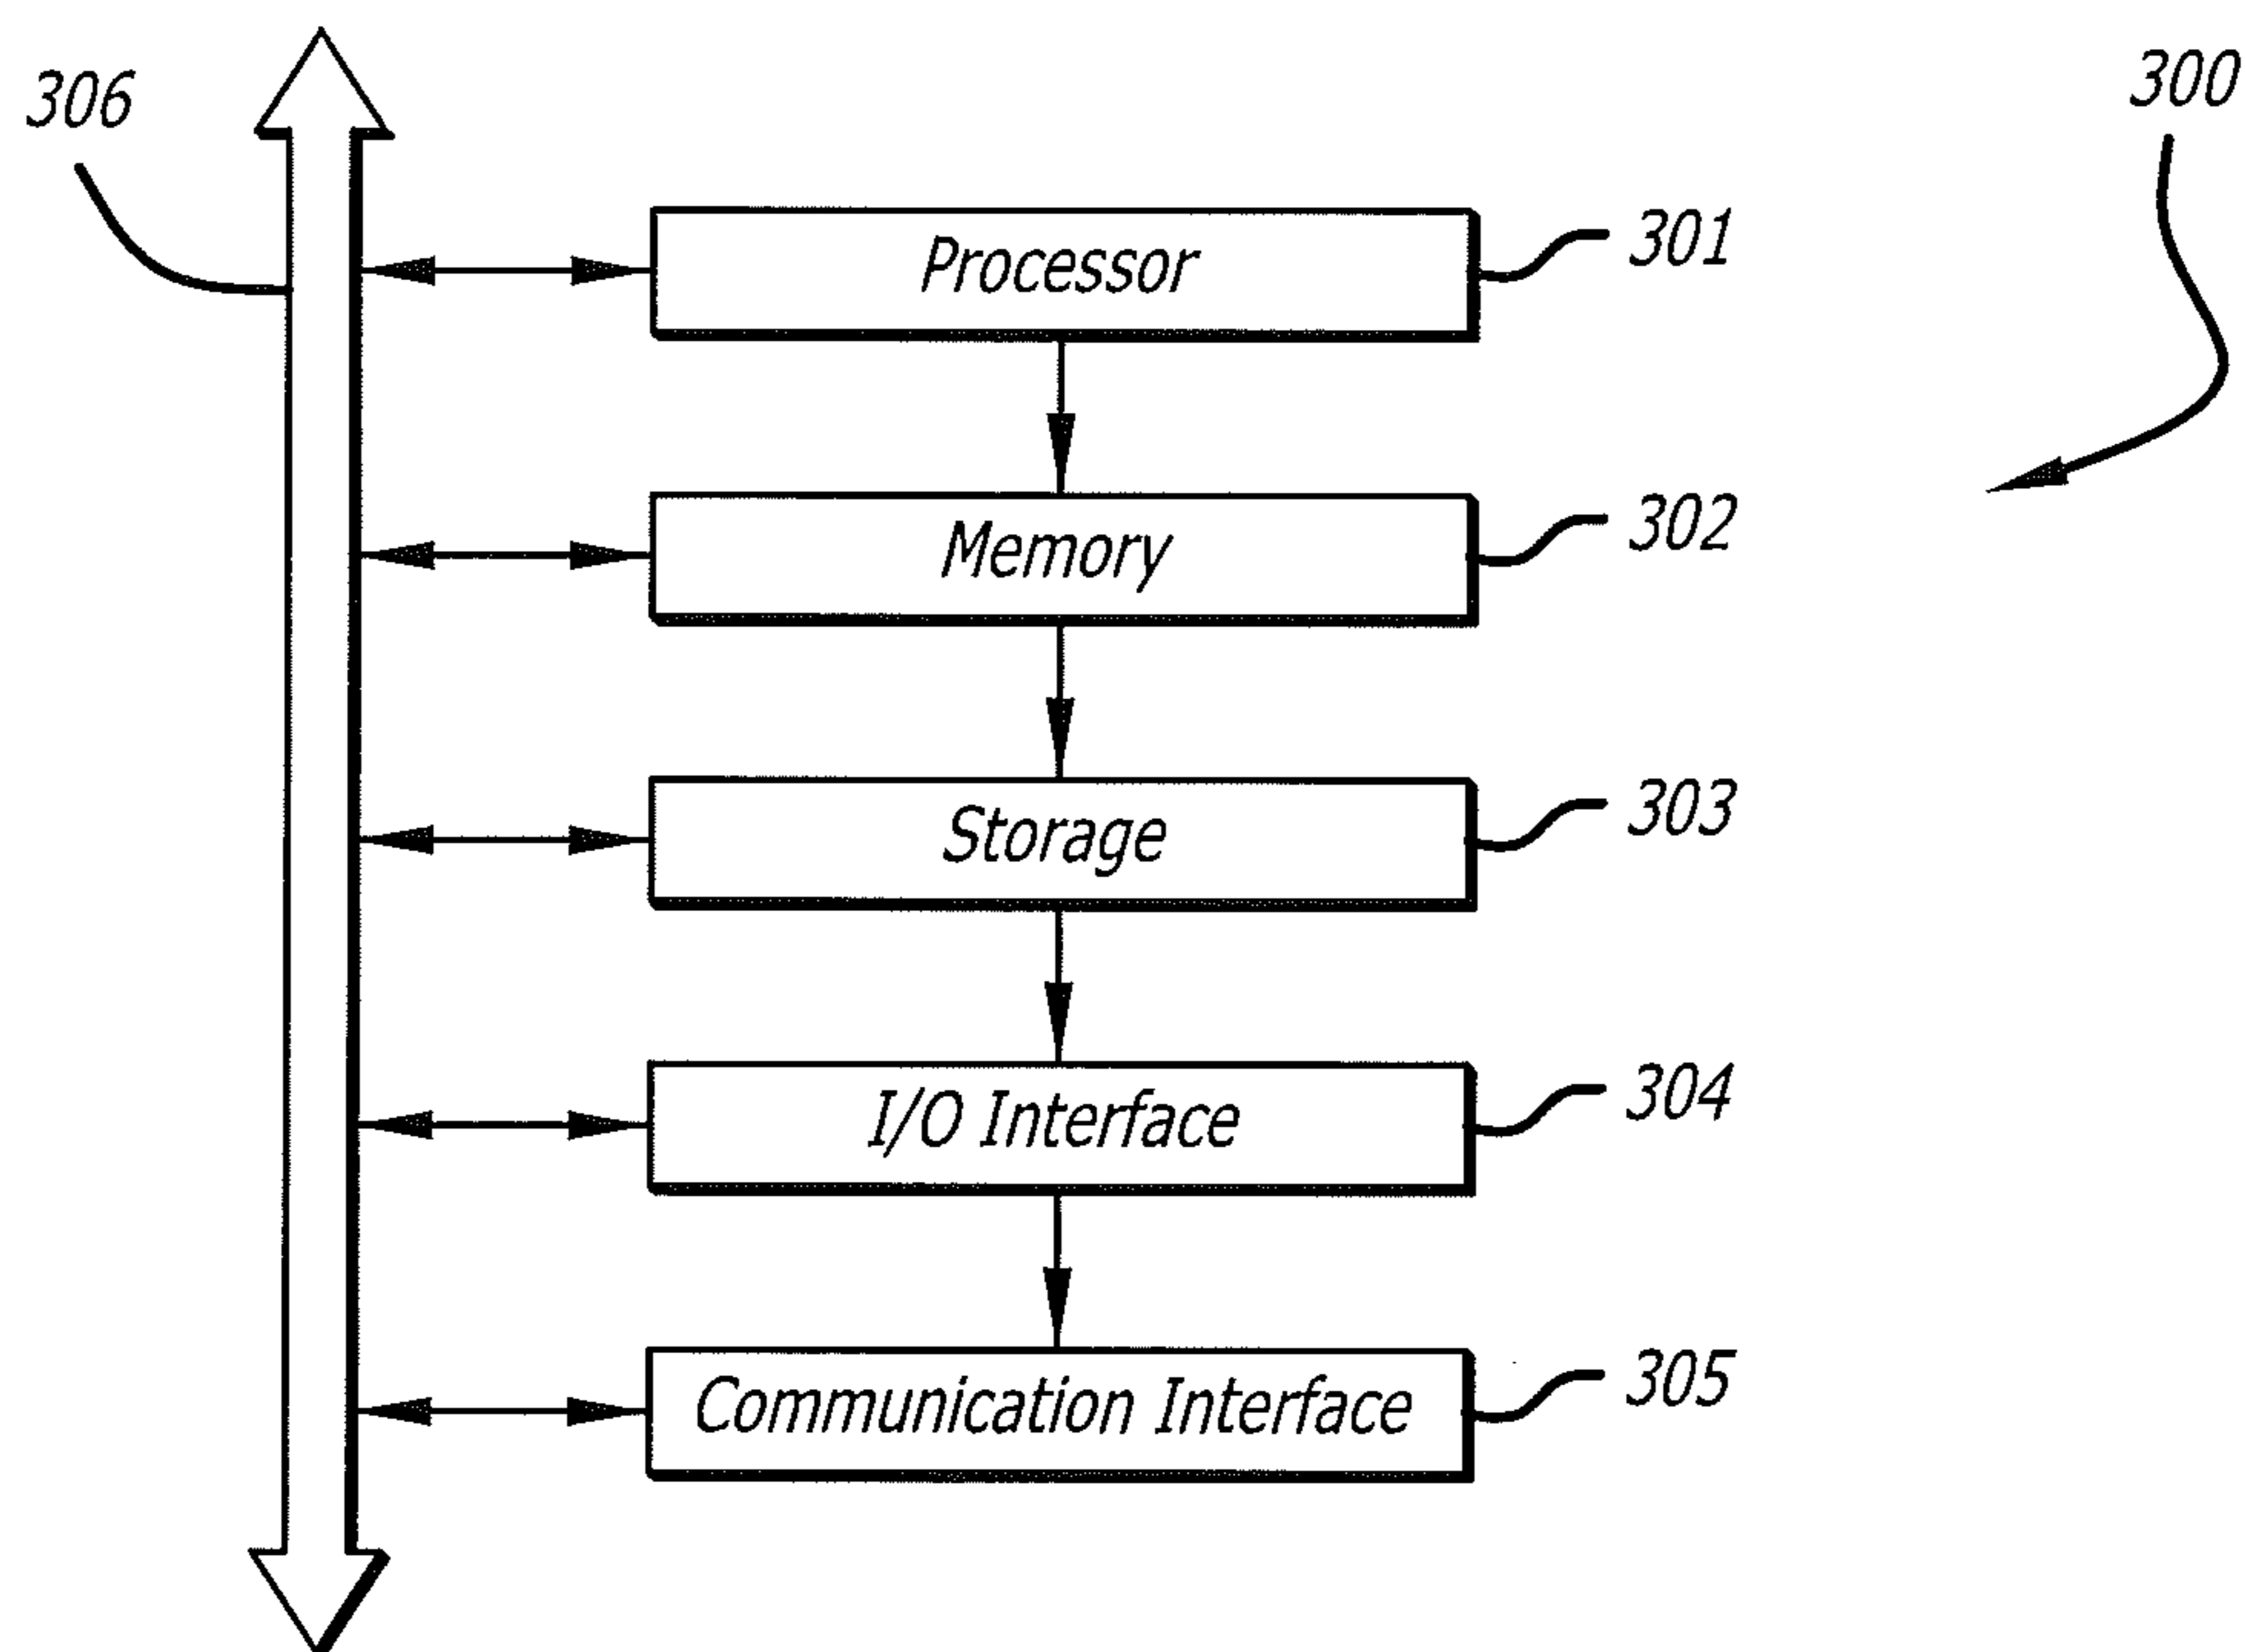 306
300
Processor
301
Memory
302
Storage
303
I/O Interface
304
Communication Interface
305